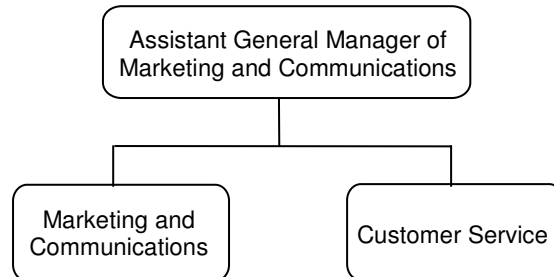 Assistant General Manager of
Marketing and Communications
Marketing and
Communications
Customer Service